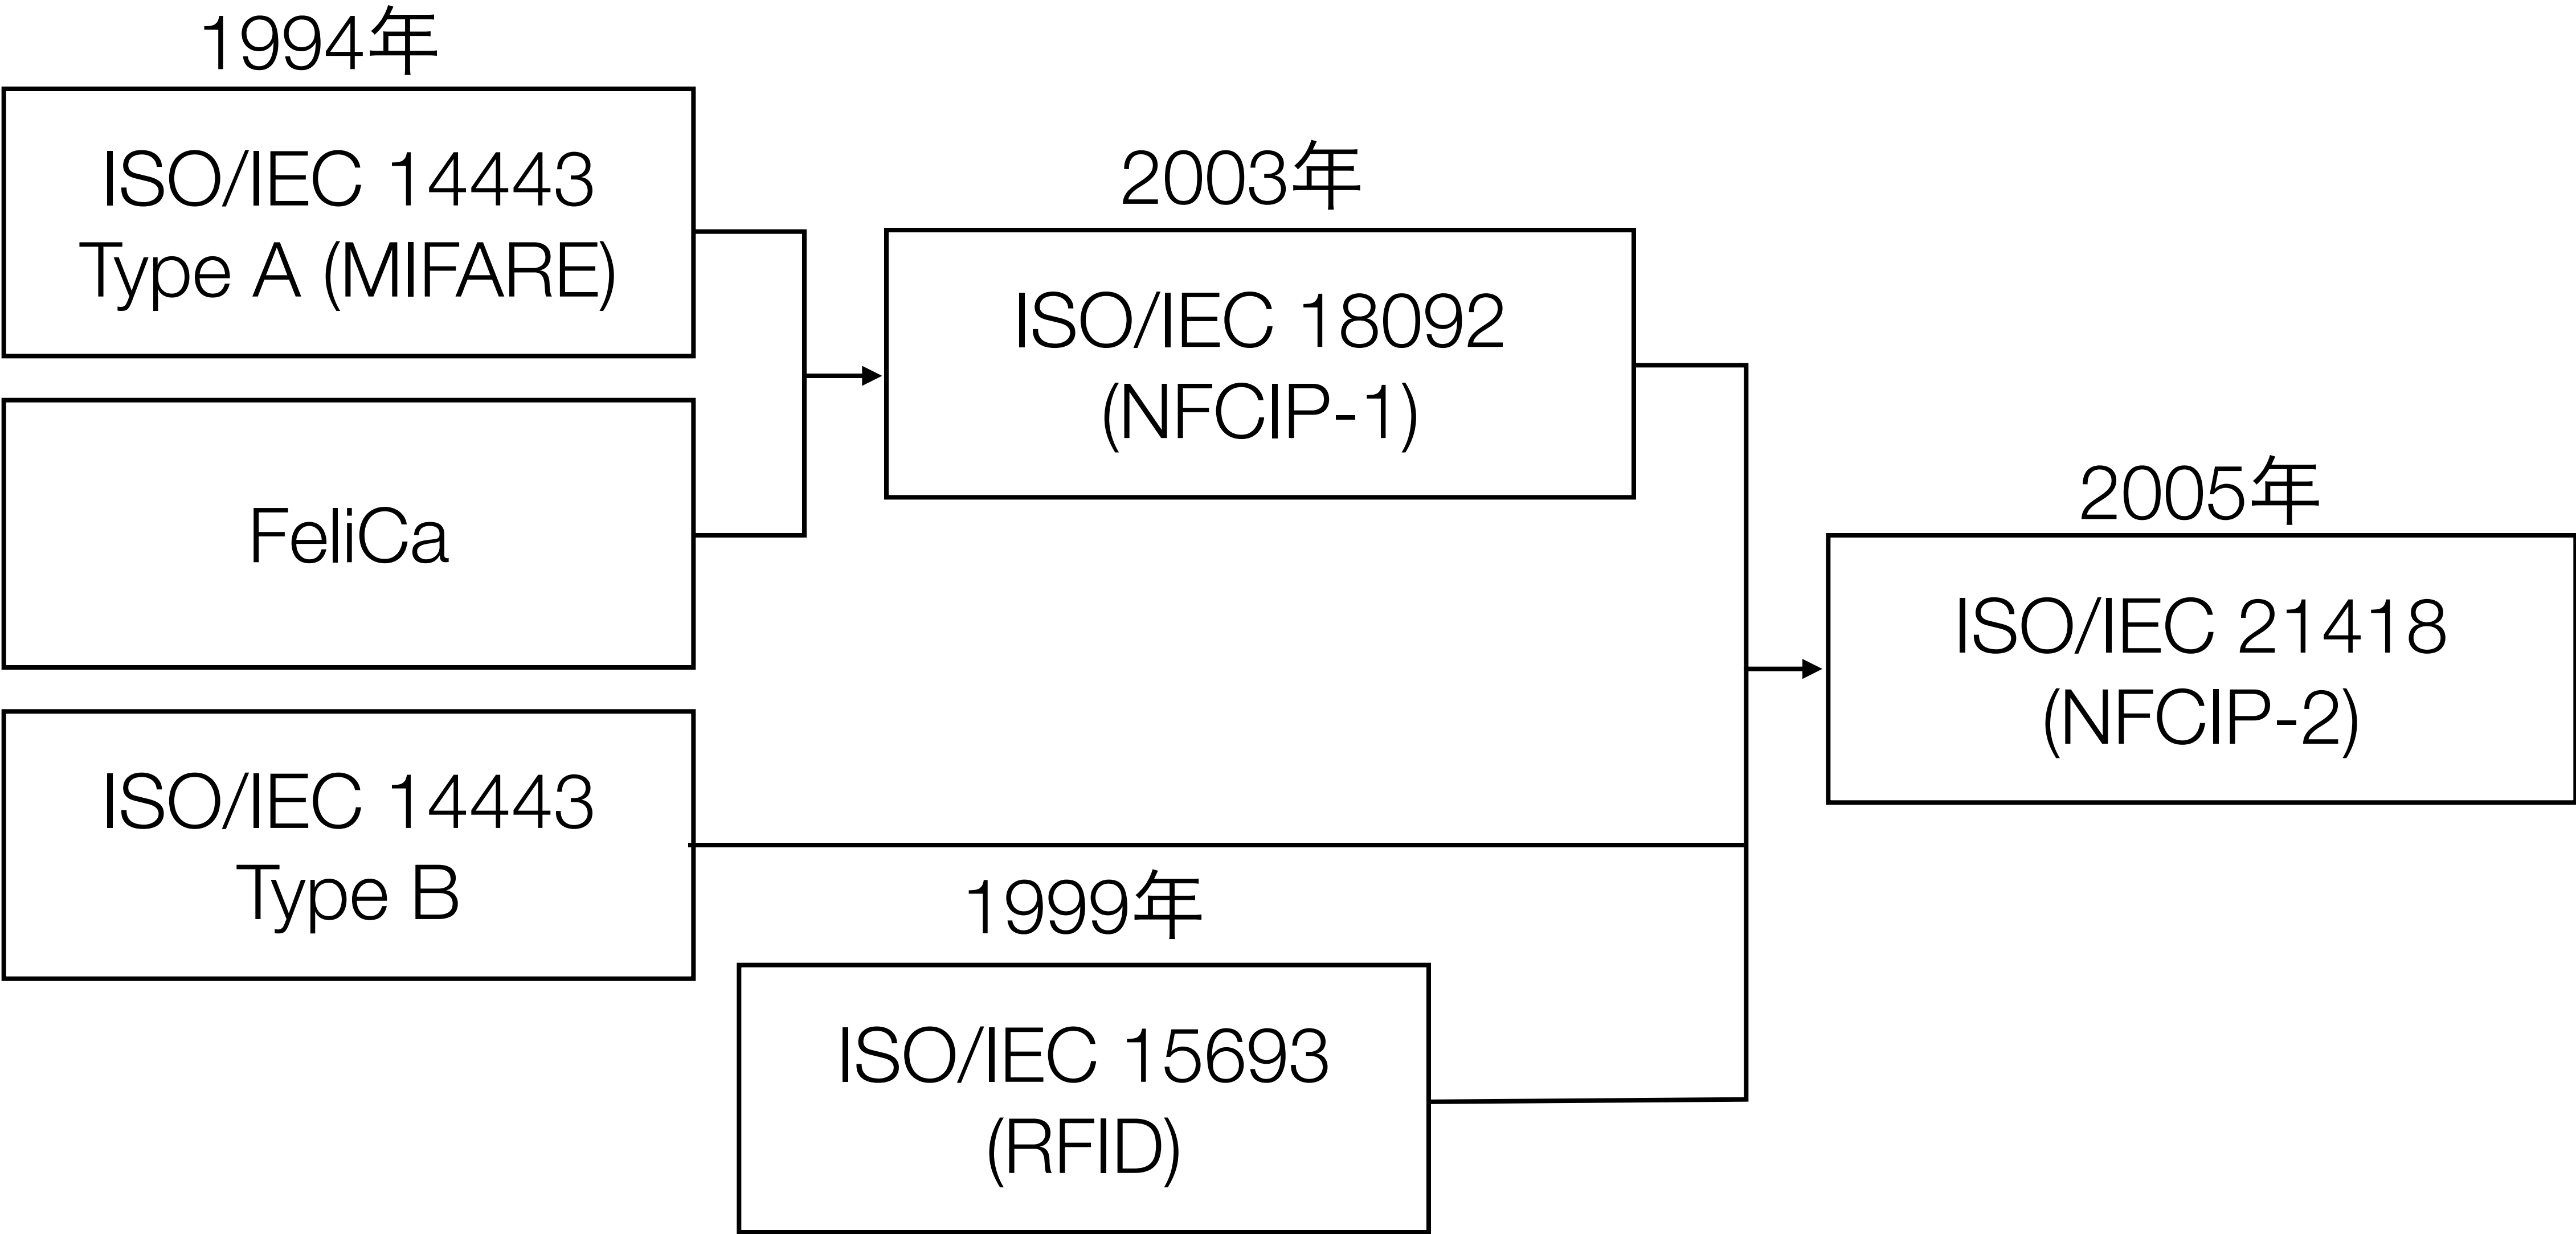 1994年
ISO/IEC 14443
Type A (MIFARE)
FeliCa
ISO/IEC 14443
Type B
2003年
ISO/IEC 18092
(NFCIP-1)
1999年
ISO/IEC 15693
(RFID)
2005年
ISO/IEC 21418
(NFCIP-2)